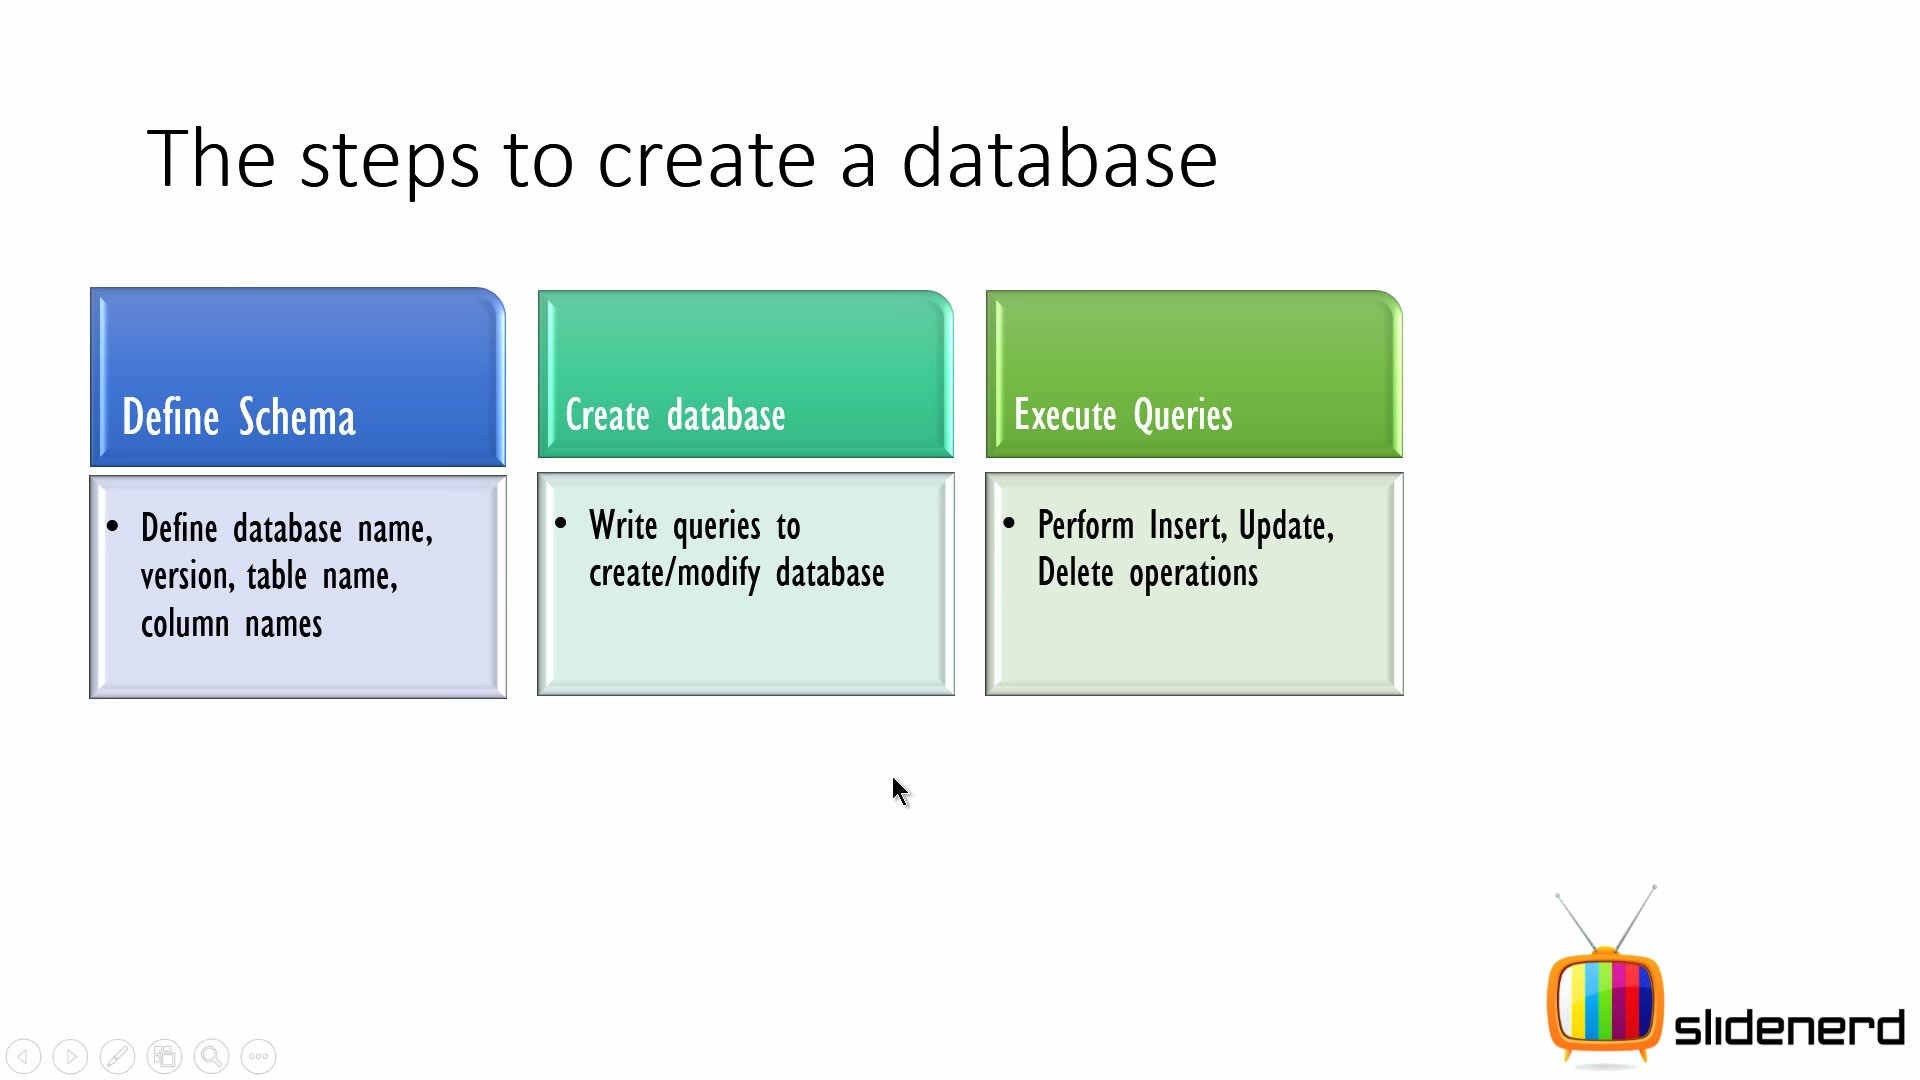 The steps to create a database
Define Schema
• Define database name,
version, table name,
column names
Create database
• Write queries to
create/modify database
Execute Queries
• Perform Insert, Update,
Delete operations
slidenerd